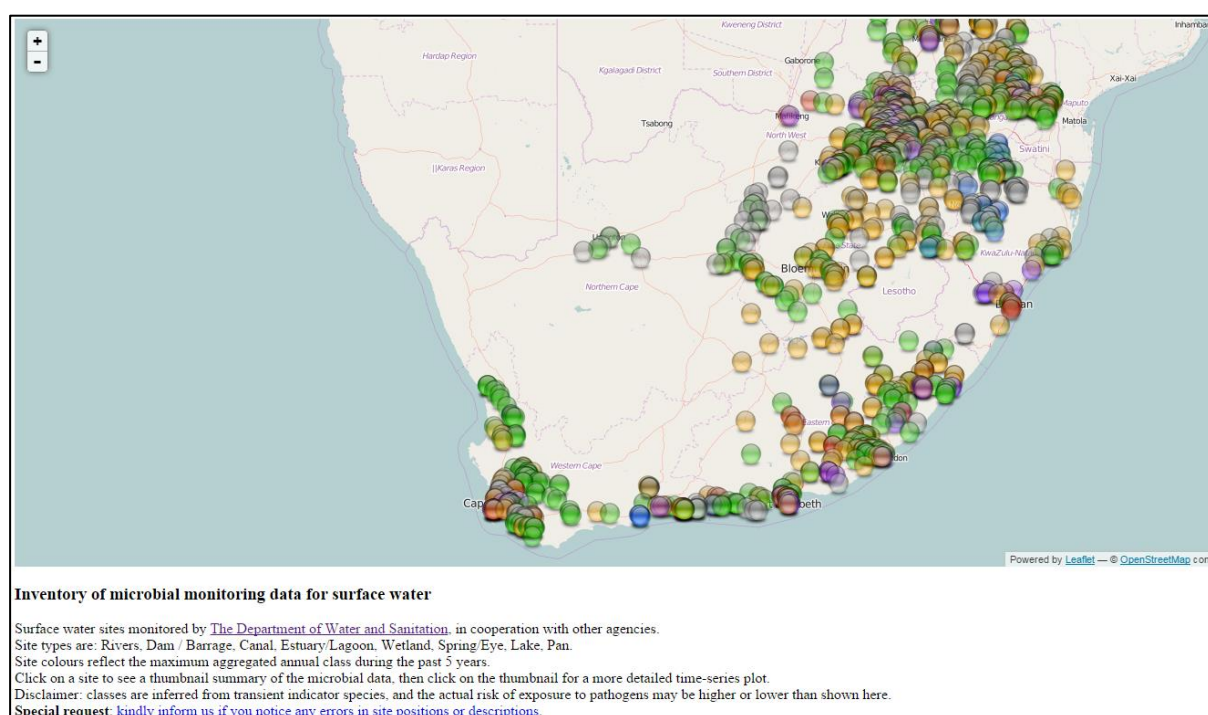 Kweneng District
Inhamba
+
-
Hardap Region
Gaborone
Kgalagadi District
Southern District
Xai-Xai
Maputo
Tsabong
Matola
North West
Swatini
||Karas Region
KwaZulu-Nata
Bloem
Northern Cape
Lesotho
Eastern
don
Western Cape
Cap
beth
Powered by Leaflet — © OpenStreetMap con
Inventory of microbial monitoring data for surface water
Surface water sites monitored by The Department of Water and Sanitation, in cooperation with other agencies.
Site types are: Rivers, Dam / Barrage, Canal, Estuary/Lagoon, Wetland, Spring/Eye, Lake, Pan.
Site colours reflect the maximum aggregated annual class during the past 5 years.
Click on a site to see a thumbnail summary of the microbial data, then click on the thumbnail for a more detailed time-series plot.
Disclaimer: classes are inferred from transient indicator species, and the actual risk of exposure to pathogens may be higher or lower than shown here.
Special request: kindly inform us if you notice any errors in site positions or descriptions.